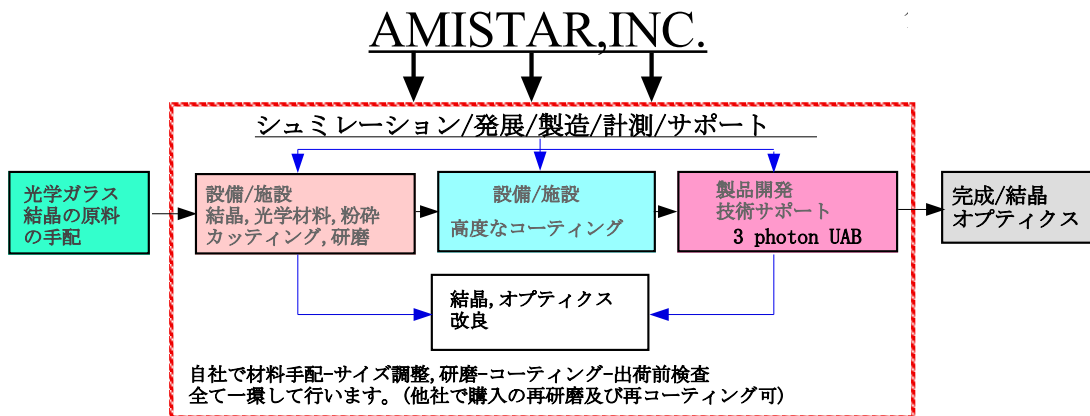 AMISTAR,INC.
シュミレーション/発展/製造/計測/サポート
光学ガラス
結晶の原料
の手配
設備/施設
結晶,光学材料,粉砕
カッティング,研磨
設備/施設
高度なコーティング
製品開発
技術サポート
3 photon UAB
完成/結晶
オプティクス
結晶,オプティクス
改良
自社で材料手配-サイズ調整,研磨-コーティング-出荷前検査
全て一環して行います。(他社で購入の再研磨及び再コーティング可)